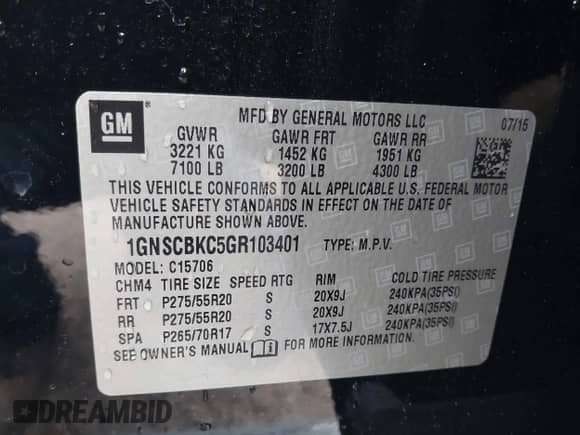 GM
MFD BY GENERAL MOTORS LLC
07/15
GVWR GAWR FRT GAWR RR
3221 KG 1452 KG 1951 KG
7100 LB 3200 LB 4300 LB
THIS VEHICLE CONFORMS TO ALL APPLICABLE U.S. FEDERAL MOTOR
VEHICLE SAFETY STANDARDS IN EFFECT ON THE DATE OF
MANUFACTURE SHOWN ABOVE.
1GNSCBKC5GR103401 TYPE: M.P.V.
MODEL: C15706
CHM4 TIRE SIZE SPEED RTG RIM COLD TIRE PRESSURE
FRT P275/55R20 S 20X9J 240KPA(35PSI)
RR P275/55R20 S 20X9J 240KPA(35PSI)
SPA P265/70R17 S 17X7.5J 240KPA(35PSI)
SEE OWNER'S MANUAL FOR MORE INFORMATION.
DREAMBID